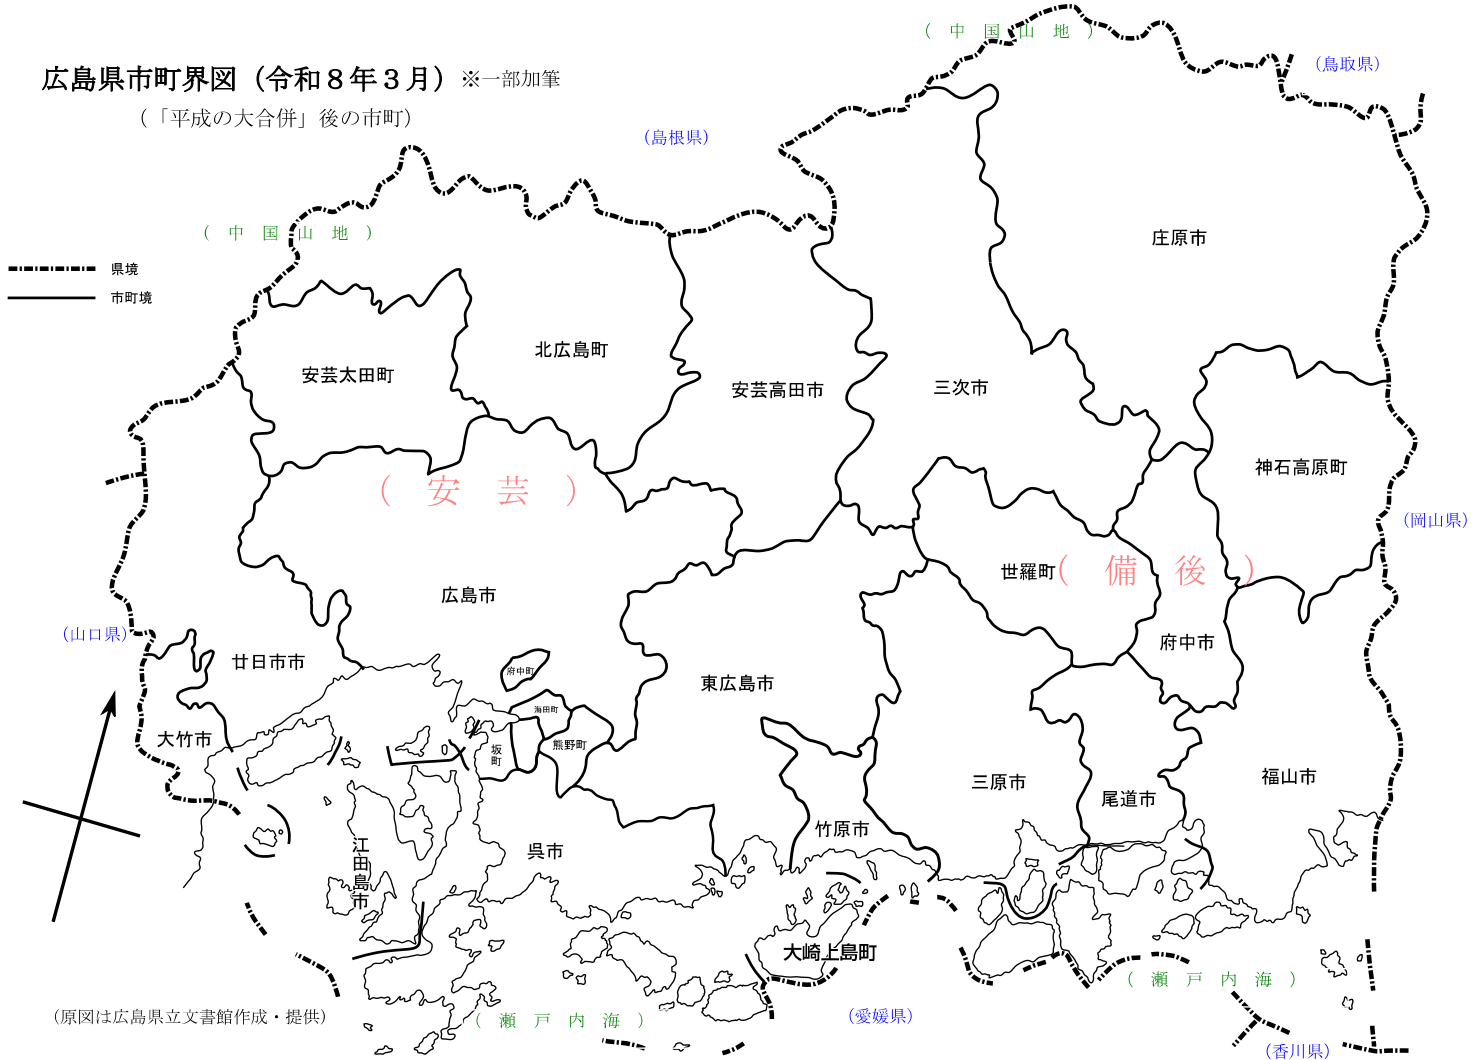 （中国山地）
広島県市町界図（令和８年３月）※一部加筆
（鳥取県）
（「平成の大合併」後の市町）
（島根県）
（中国山地）
庄原市
県境
市町境
北広島町
安芸太田町
安芸高田市
三次市
神石高原町
（安芸）
（岡山県）
世羅町
（備後）
広島市
（山口県）
府中市
廿日市市
府中町
東広島市
海田町
大竹市
熊野町
坂町
福山市
三原市
尾道市
竹原市
呉市
江田島市
大崎上島町
（瀬戸内海）
（原図は広島県立文書館作成・提供）
（瀬戸内海）
（愛媛県）
（香川県）